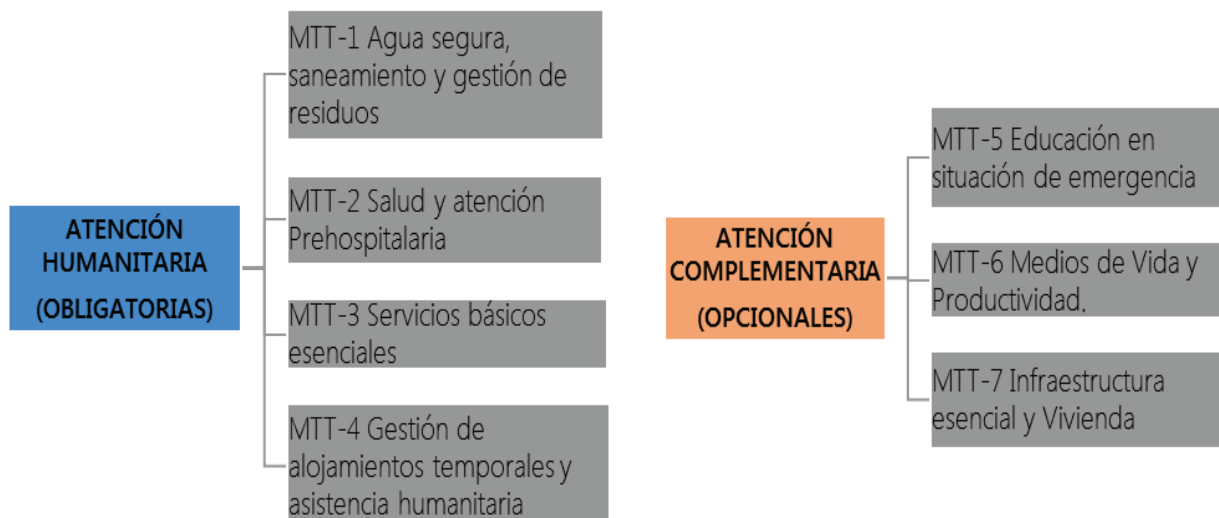 ATENCIÓN
HUMANITARIA
(OBLIGATORIAS)
MTT-1 Agua segura,
saneamiento y gestión de
residuos
MTT-2 Salud y atención
Prehospitalaria
MTT-3 Servicios básicos
esenciales
MTT-4 Gestión de
alojamientos temporales y
asistencia humanitaria
ATENCIÓN
COMPLEMENTARIA
(OPCIONALES)
MTT-5 Educación en
situación de emergencia
MTT-6 Medios de Vida y
Productividad.
MTT-7 Infraestructura
esencial y Vivienda